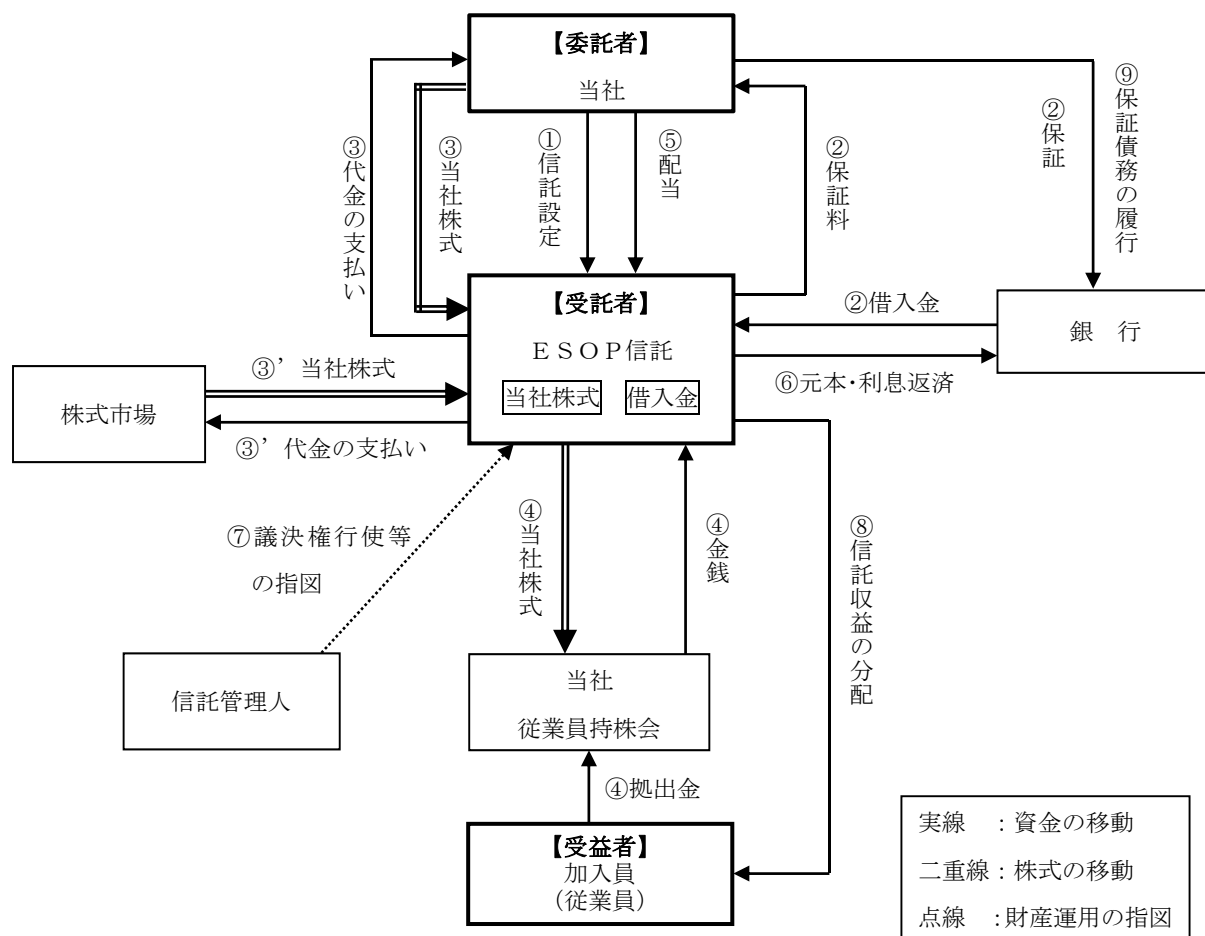 【委託者】
当社
③代金の支払い
③当社株式
①信託設定
⑤配当
②保証料
②保証
⑨保証債務の履行
【受託者】
ESOP信託
当社株式 借入金
②借入金
⑥元本・利息返済
銀 行
③’当社株式
株式市場
③’代金の支払い
⑦議決権行使等
の指図
④当社株式
④金銭
⑧信託収益の分配
信託管理人
当社
従業員持株会
④拠出金
【受益者】
加入員
（従業員）
実線 ：資金の移動
二重線：株式の移動
点線 ：財産運用の指図